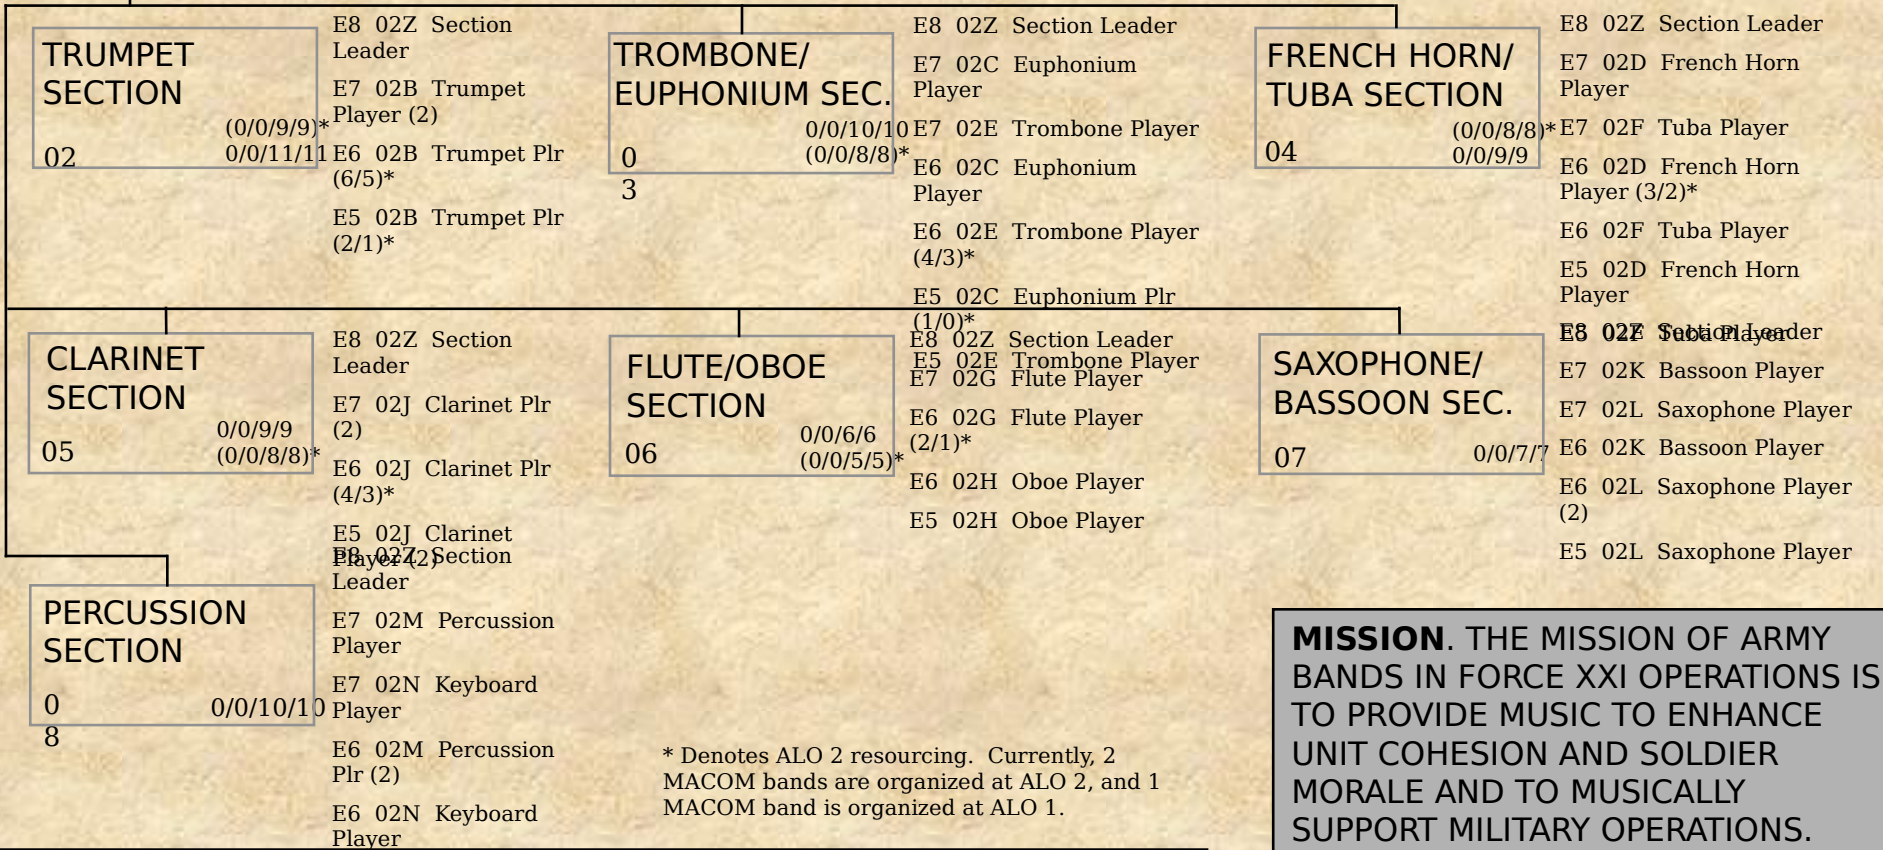 TRUMPET
SECTION
(0/0/9/9)*
02
0/0/11/11
E8 02Z Section
Leader
E7 02B Trumpet
Player (2)
E6 02B Trumpet Plr
(6/5)*
E5 02B Trumpet Plr
(2/1)*
TROMBONE/
EUPHONIUM SEC.
0/0/10/10
(0/0/8/8)*
0
3
E8 02Z Section Leader
E7 02C Euphonium
Player
E7 02E Trombone Player
E6 02C Euphonium
Player
E6 02E Trombone Player
(4/3)*
E5 02C Euphonium Plr
(1/0)*
E5 02E Trombone Player
FRENCH HORN/
TUBA SECTION
(0/0/8/8)*
04
0/0/9/9
E8 02Z Section Leader
E7 02D French Horn
Player
E7 02F Tuba Player
E6 02D French Horn
Player (3/2)*
E6 02F Tuba Player
E5 02D French Horn
Player
E5 02F Tuba Player
CLARINET
SECTION
0/0/9/9
05
(0/0/8/8)*
E8 02Z Section
Leader
E7 02J Clarinet Plr
(2)
E6 02J Clarinet Plr
(4/3)*
E5 02J Clarinet
Player (2)
FLUTE/OBOE
SECTION
0/0/6/6
06
(0/0/5/5)*
E8 02Z Section Leader
E7 02G Flute Player
E6 02G Flute Player
(2/1)*
E6 02H Oboe Player
E5 02H Oboe Player
SAXOPHONE/
BASSOON SEC.
07
0/0/7/7
E8 02Z Section Leader
E7 02K Bassoon Player
E7 02L Saxophone Player
E6 02K Bassoon Player
E6 02L Saxophone Player
(2)
E5 02L Saxophone Player
PERCUSSION
SECTION
0
8
0/0/10/10
E8 02Z Section
Leader
E7 02M Percussion
Player
E7 02N Keyboard
Player
E6 02M Percussion
Plr (2)
E6 02N Keyboard
Player
* Denotes ALO 2 resourcing. Currently, 2
MACOM bands are organized at ALO 2, and 1
MACOM band is organized at ALO 1.
MISSION. THE MISSION OF ARMY
BANDS IN FORCE XXI OPERATIONS IS
TO PROVIDE MUSIC TO ENHANCE
UNIT COHESION AND SOLDIER
MORALE AND TO MUSICALLY
SUPPORT MILITARY OPERATIONS.